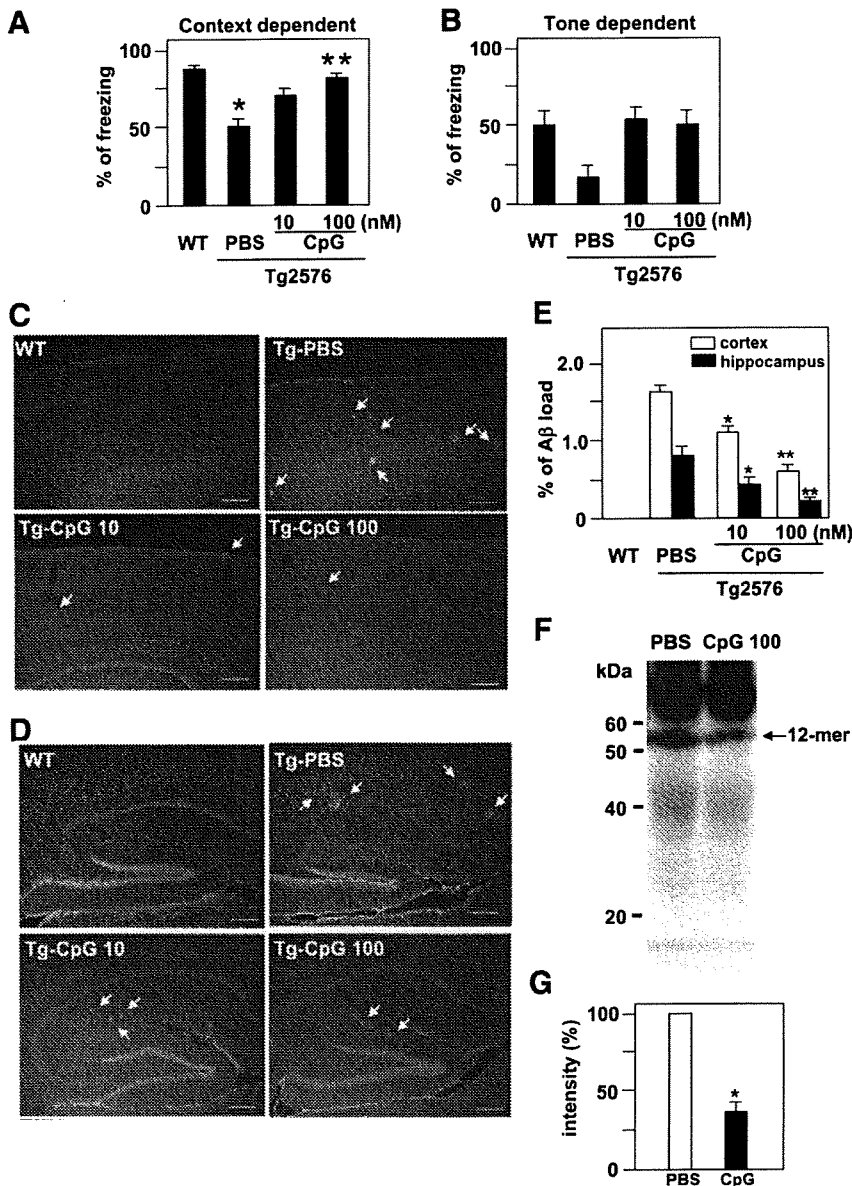 A
Context dependent
% of freezing
100
50
0
*
**
10 100 (nM)
WT PBS CpG
Tg2576
B
Tone dependent
% of freezing
100
50
0
10 100 (nM)
WT PBS CpG
Tg2576
C
WT
Tg-PBS
Tg-CpG 10
Tg-CpG 100
D
WT
Tg-PBS
Tg-CpG 10
Tg-CpG 100
E
cortex
hippocampus
% of Aβ load
2.0
1.0
0
*
*
**
**
10 100 (nM)
WT PBS CpG
Tg2576
F
PBS CpG 100
kDa
60
50
40
20
←12-mer
G
intensity (%)
100
50
0
*
PBS CpG